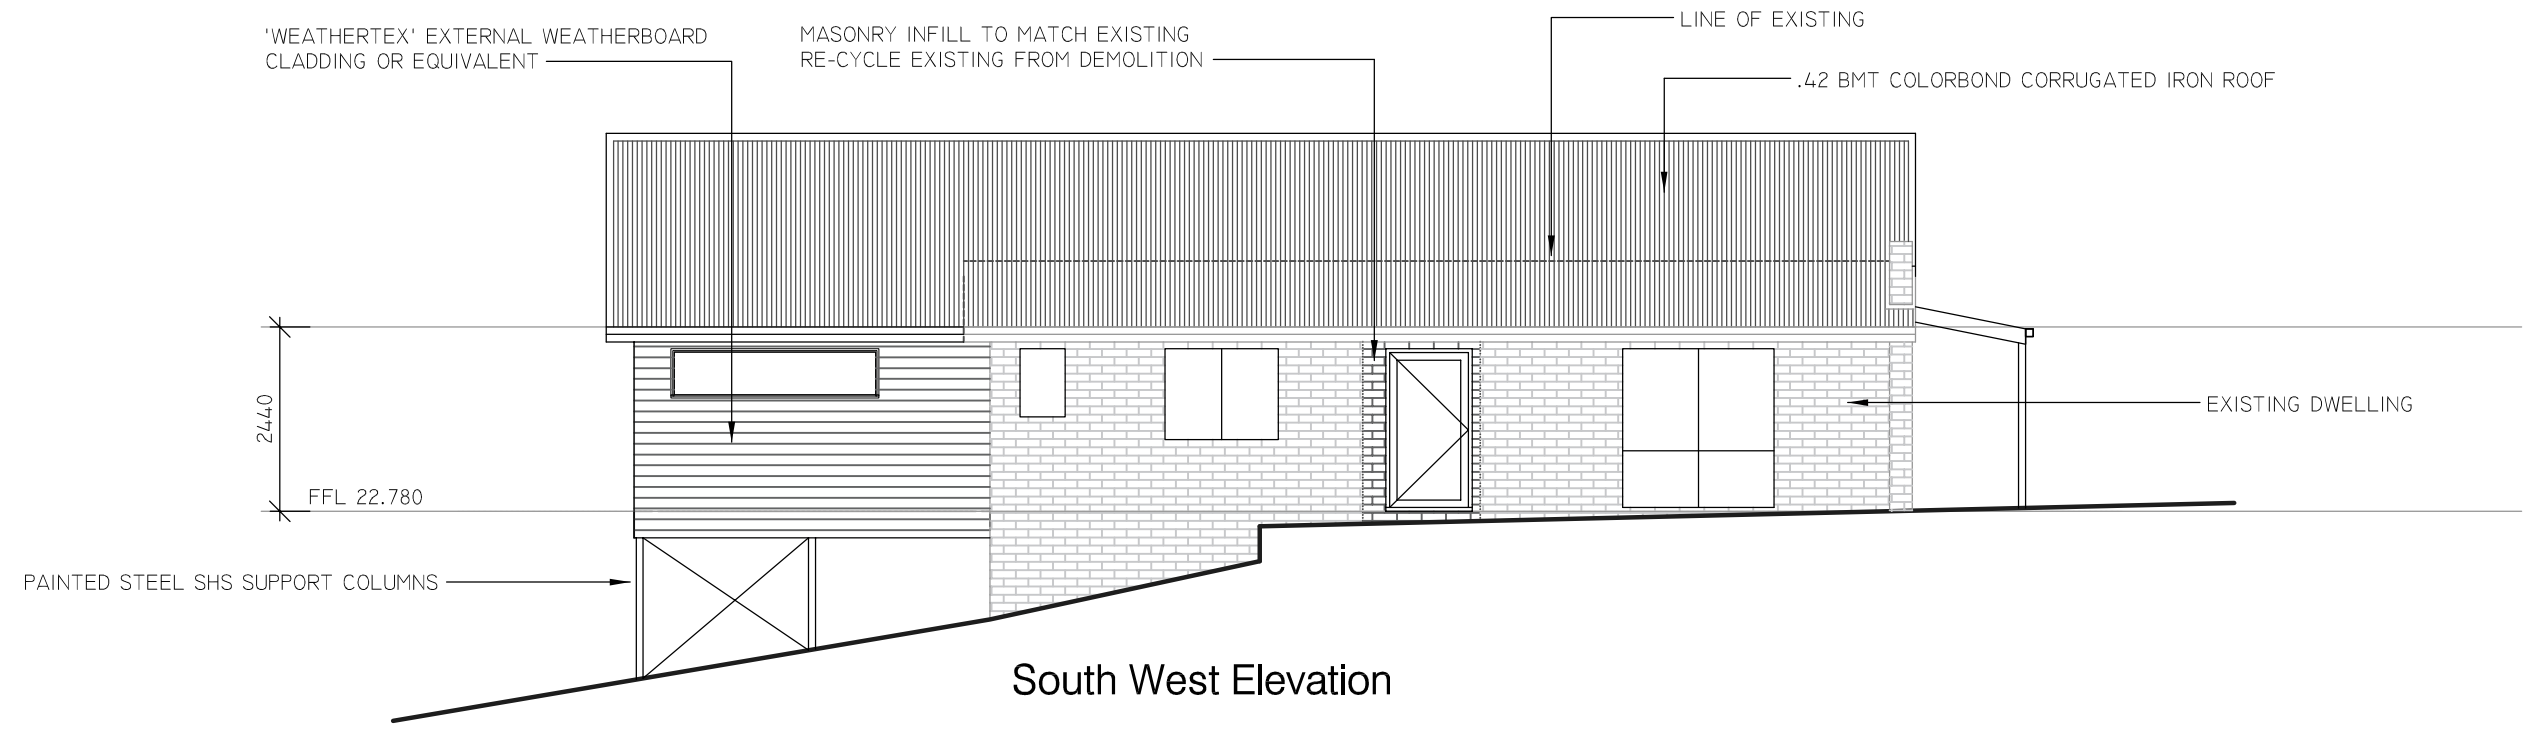 'WEATHERTEX' EXTERNAL WEATHERBOARD
CLADDING OR EQUIVALENT
MASONRY INFILL TO MATCH EXISTING
RE-CYCLE EXISTING FROM DEMOLITION
LINE OF EXISTING
.42 BMT COLORBOND CORRUGATED IRON ROOF
2440
FFL 22.780
EXISTING DWELLING
PAINTED STEEL SHS SUPPORT COLUMNS
South West Elevation